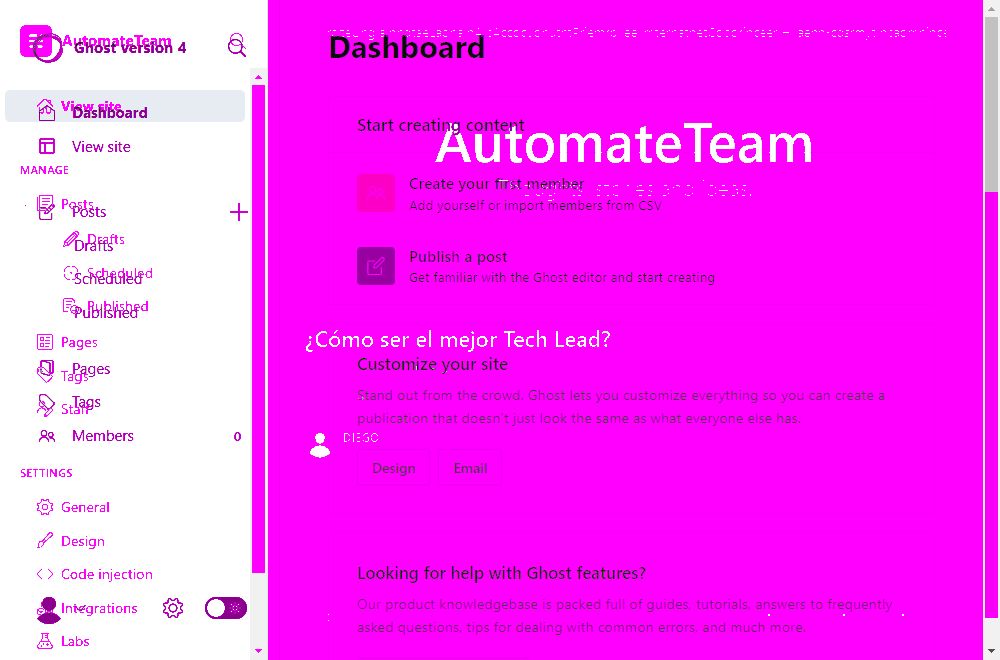 AutomateTeam
Ghost version 4
View site
Dashboard
View site
MANAGE
Posts
Posts
Drafts
Drafts
Scheduled
Scheduled
Published
Published
Pages
Pages
Tags
Tags
Staff
Members 0
SETTINGS
General
Design
Code injection
Integrations
Labs
Dashboard
Start creating content
AutomateTeam
Create your first member
Add yourself or import members from CSV
Publish a post
Get familiar with the Ghost editor and start creating
¿Cómo ser el mejor Tech Lead?
Customize your site
Stand out from the crowd. Ghost lets you customize everything so you can create a
publication that doesn't just look the same as what everyone else has.
DIEGO
Design Email
Looking for help with Ghost features?
Our product knowledgebase is packed full of guides, tutorials, answers to frequently
asked questions, tips for dealing with common errors, and much more.